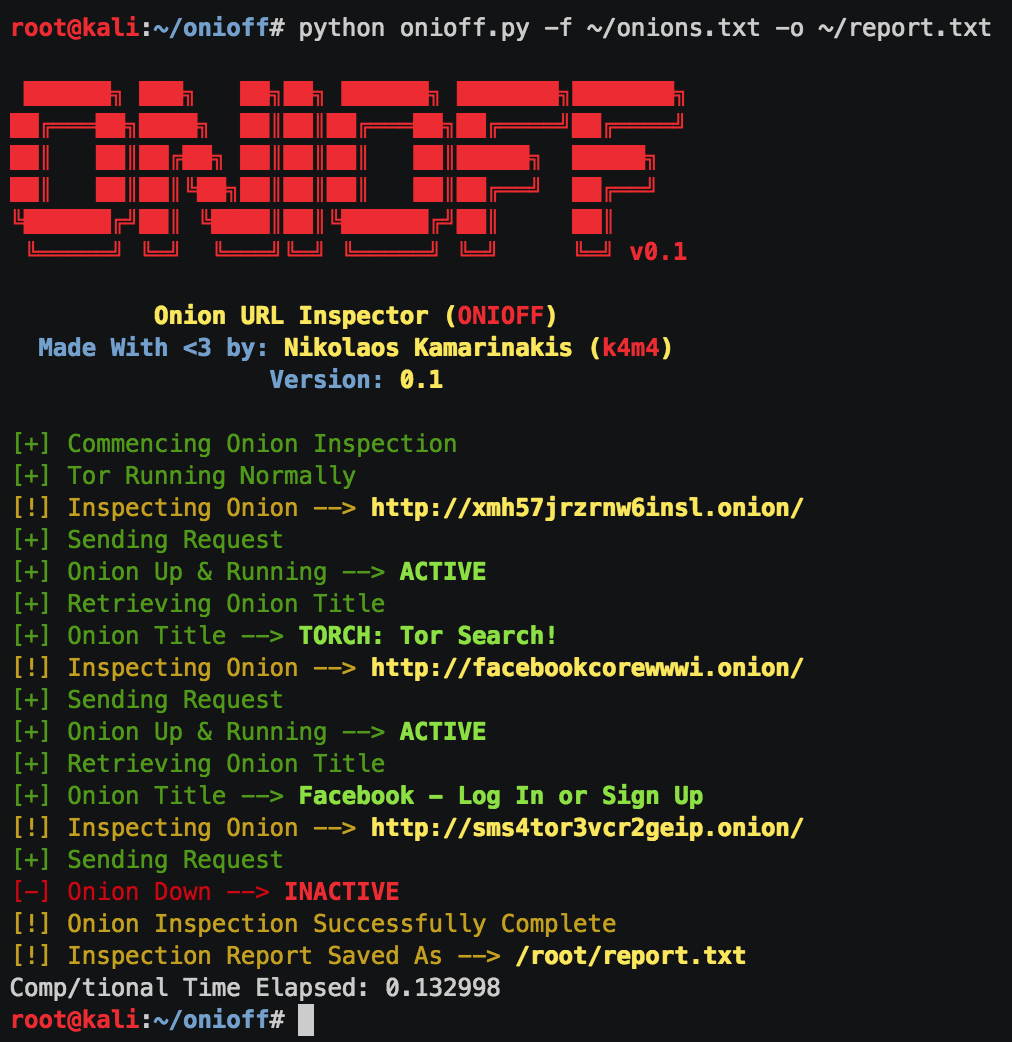 root@kali:~/onioff# python onioff.py -f ~/onions.txt -o ~/report.txt
ONIOFF
v0.1
Onion URL Inspector (ONIOFF)
Made With <3 by: Nikolaos Kamarinakis (k4m4)
Version: 0.1
[+] Commencing Onion Inspection
[+] Tor Running Normally
[!] Inspecting Onion --> http://xmh57jrzrnw6insl.onion/
[+] Sending Request
[+] Onion Up & Running --> ACTIVE
[+] Retrieving Onion Title
[+] Onion Title --> TORCH: Tor Search!
[!] Inspecting Onion --> http://facebookcorewwwi.onion/
[+] Sending Request
[+] Onion Up & Running --> ACTIVE
[+] Retrieving Onion Title
[+] Onion Title --> Facebook - Log In or Sign Up
[!] Inspecting Onion --> http://sms4tor3vcr2geip.onion/
[+] Sending Request
[-] Onion Down --> INACTIVE
[!] Onion Inspection Successfully Complete
[!] Inspection Report Saved As --> /root/report.txt
Comp/tional Time Elapsed: 0.132998
root@kali:~/onioff#